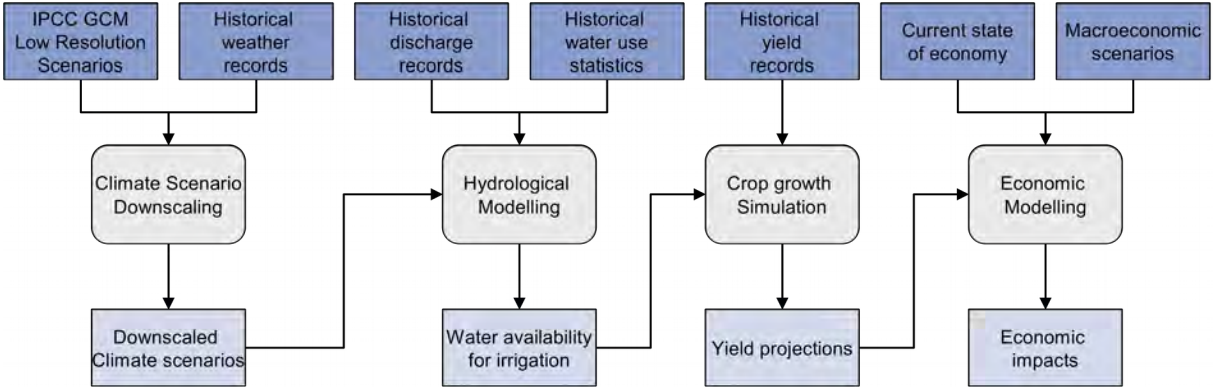 IPCC GCM
Low Resolution
Scenarios
Historical
weather
records
Historical
discharge
records
Historical
water use
statistics
Historical
yield
records
Current state
of economy
Macroeconomic
scenarios
Climate Scenario
Downscaling
Hydrological
Modelling
Crop growth
Simulation
Economic
Modelling
Downscaled
Climate scenarios
Water availability
for irrigation
Yield projections
Economic
impacts